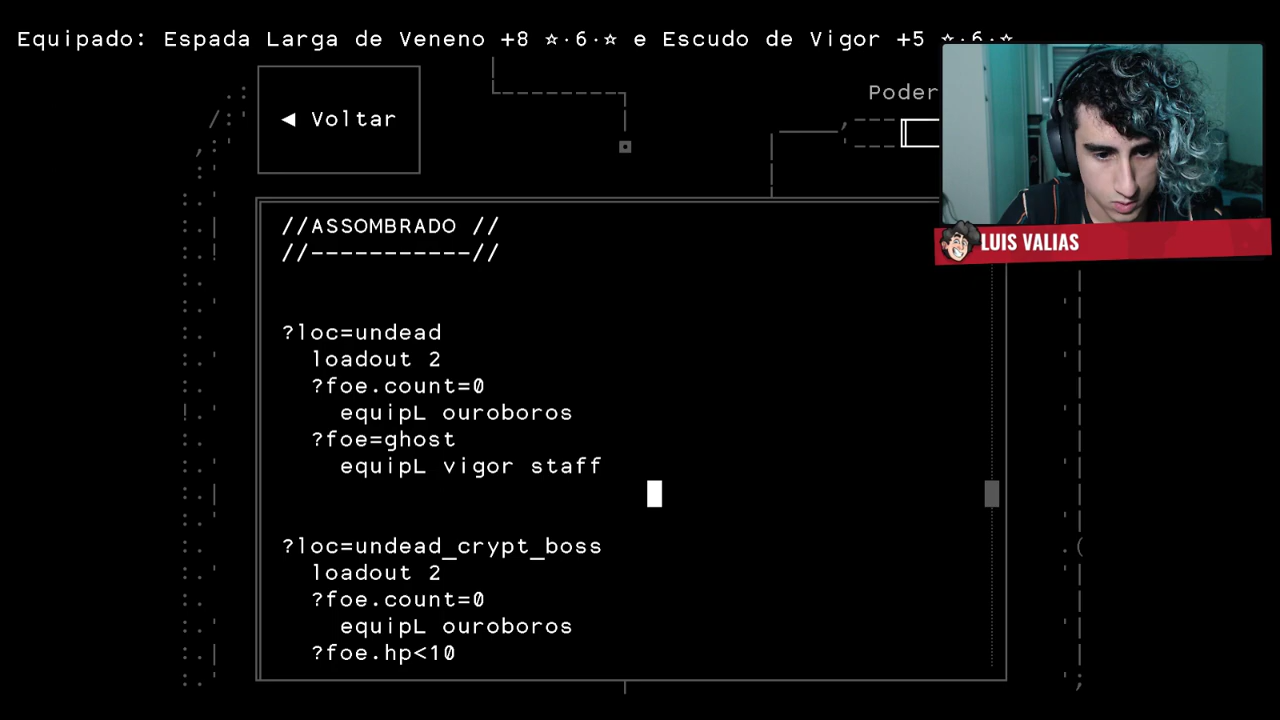 Equipado: Espada Larga de Veneno +8 ☆·6·☆ e Escudo de Vigor +5 ☆·6·☆
◄ Voltar
Poder
LUIS VALIAS
//ASSOMBRADO //
//-----------//
?loc=undead
loadout 2
?foe.count=0
equipL ouroboros
?foe=ghost
equipL vigor staff
?loc=undead_crypt_boss
loadout 2
?foe.count=0
equipL ouroboros
?foe.hp<10